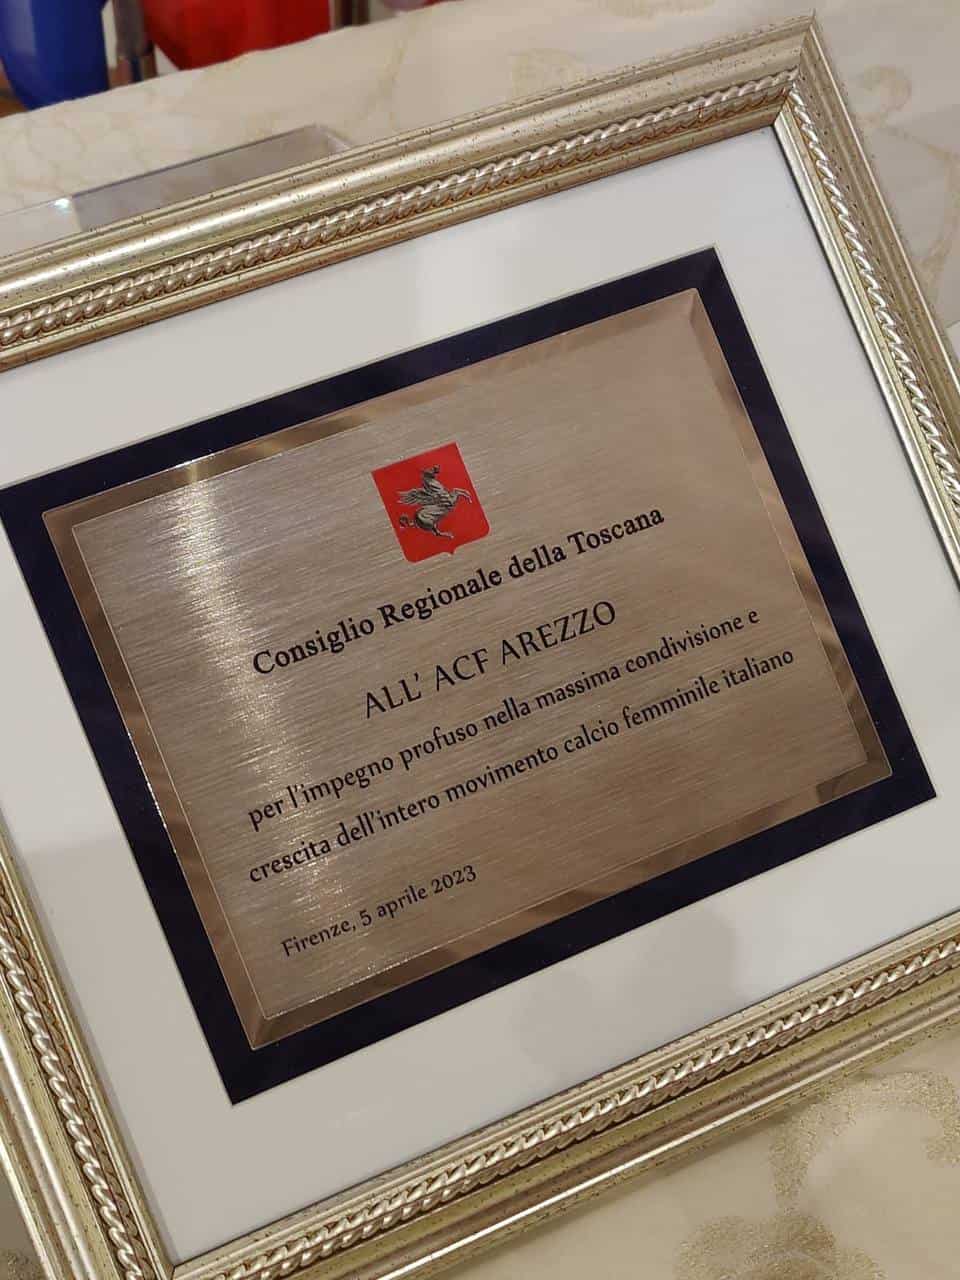 Consiglio Regionale della Toscana
ALL' ACF AREZZO
per l'impegno profuso nella massima condivisione e
crescita dell'intero movimento calcio femminile italiano
Firenze, 5 aprile 2023